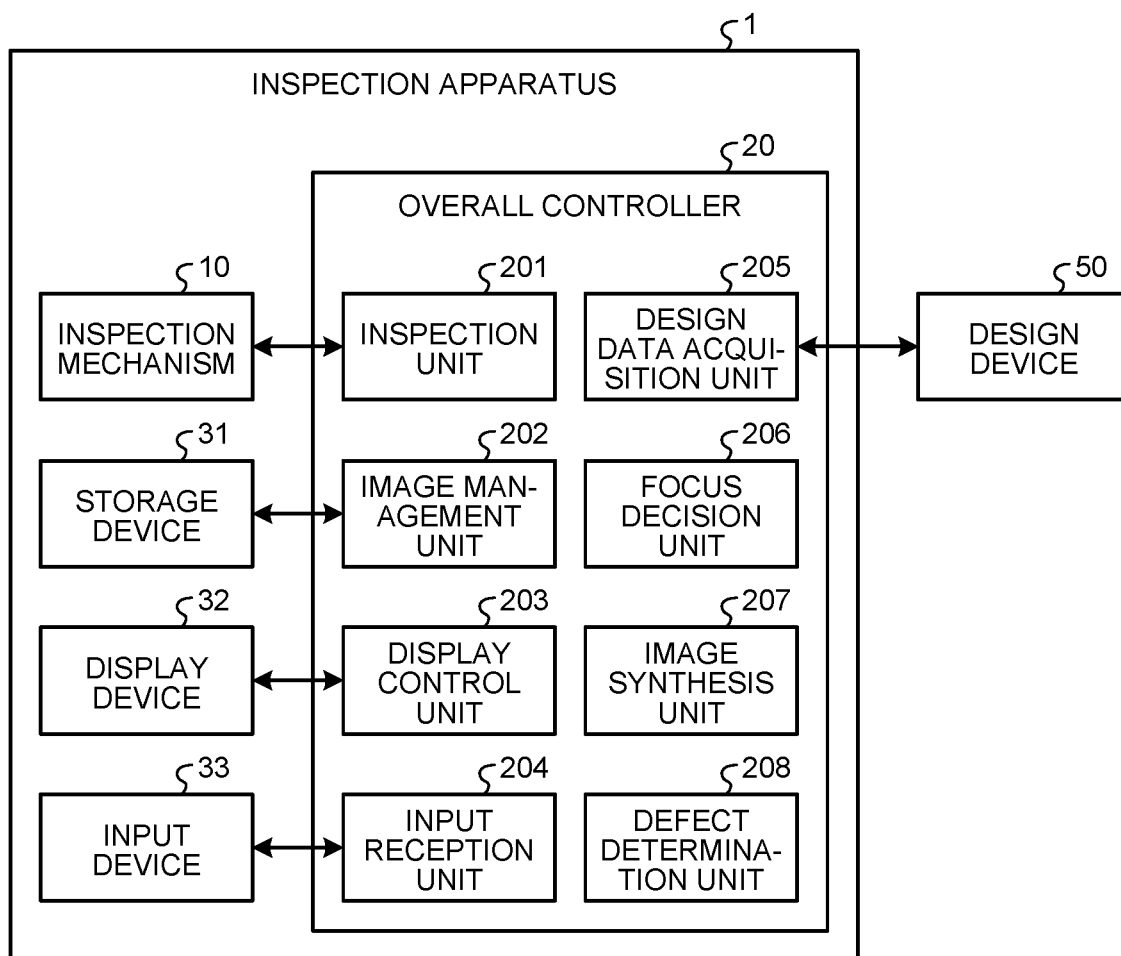 1
INSPECTION APPARATUS
20
OVERALL CONTROLLER
10
INSPECTION
MECHANISM
201
INSPECTION
UNIT
205
DESIGN
DATA ACQUI-
SITION UNIT
50
DESIGN
DEVICE
31
STORAGE
DEVICE
202
IMAGE MAN-
AGEMENT
UNIT
206
FOCUS
DECISION
UNIT
32
DISPLAY
DEVICE
203
DISPLAY
CONTROL
UNIT
207
IMAGE
SYNTHESIS
UNIT
33
INPUT
DEVICE
204
INPUT
RECEPTION
UNIT
208
DEFECT
DETERMINA-
TION UNIT